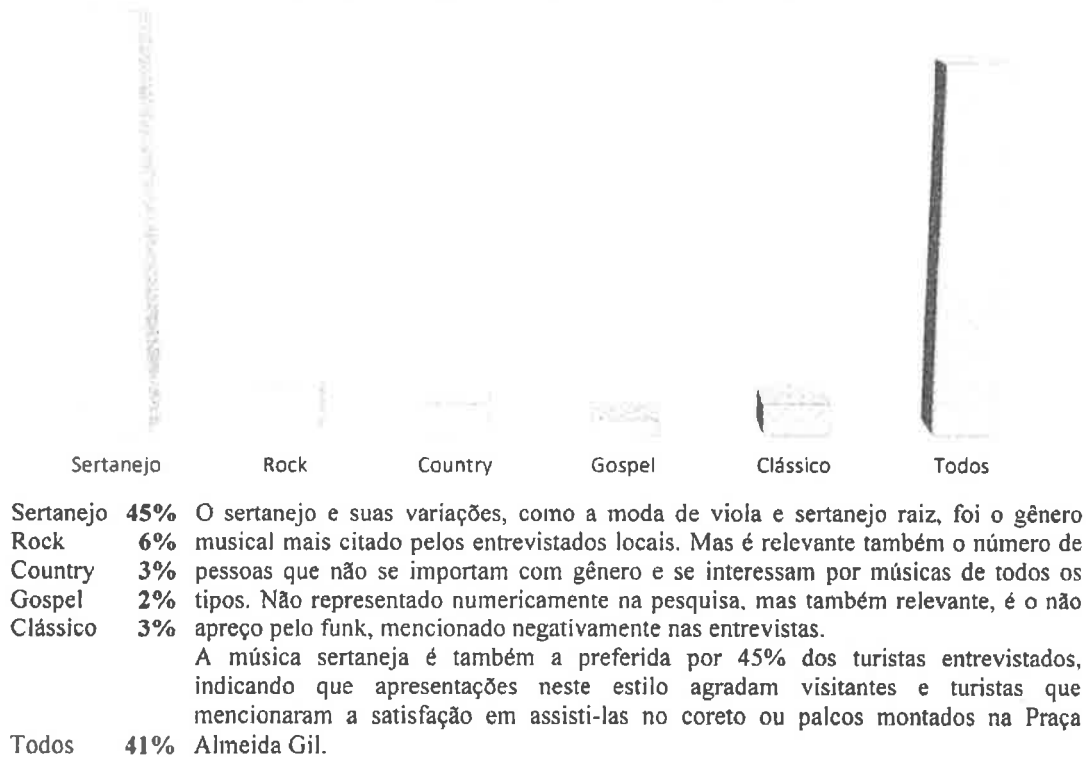 Sertanejo Rock Country Gospel Clássico Todos
Sertanejo 45% O sertanejo e suas variações, como a moda de viola e sertanejo raiz, foi o gênero
Rock 6% musical mais citado pelos entrevistados locais. Mas é relevante também o número de
Country 3% pessoas que não se importam com gênero e se interessam por músicas de todos os
Gospel 2% tipos. Não representado numericamente na pesquisa, mas também relevante, é o não
Clássico 3% apreço pelo funk, mencionado negativamente nas entrevistas.
A música sertaneja é também a preferida por 45% dos turistas entrevistados,
indicando que apresentações neste estilo agradam visitantes e turistas que
mencionaram a satisfação em assisti-las no coreto ou palcos montados na Praça
Todos 41% Almeida Gil.